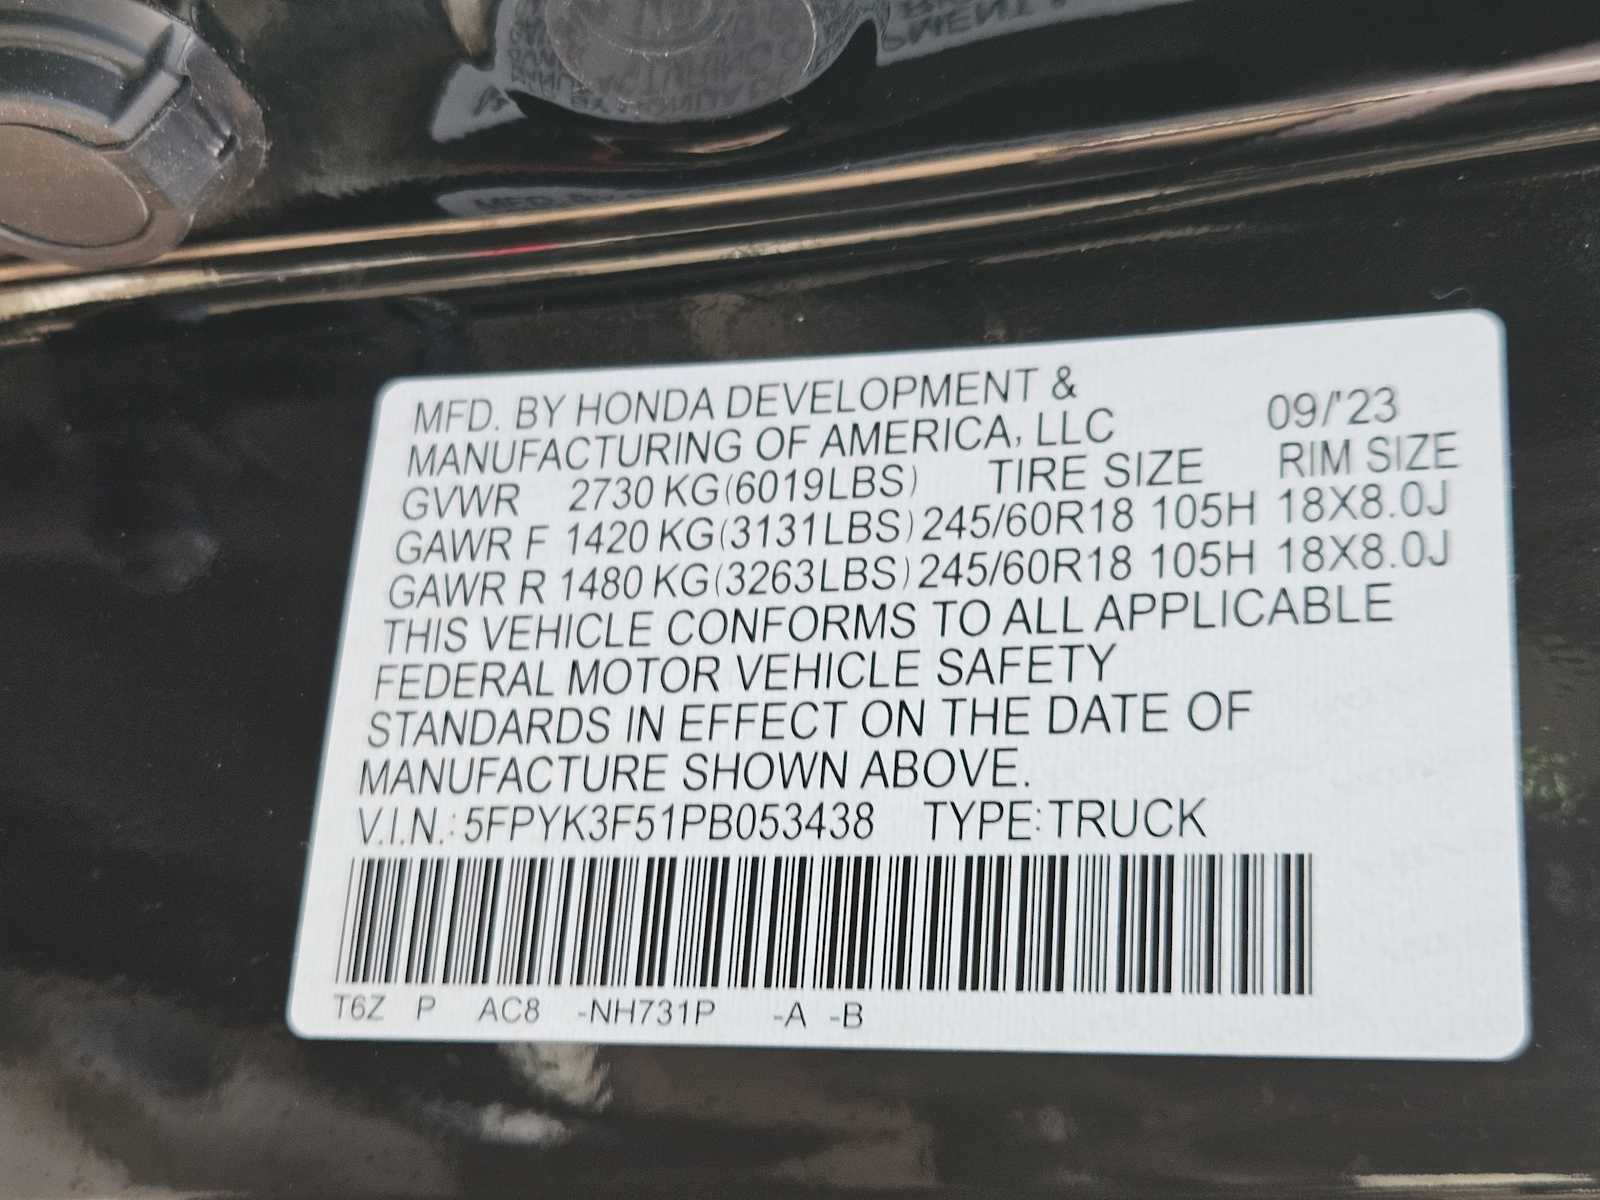 MFD. BY HONDA DEVELOPMENT &
MANUFACTURING OF AMERICA, LLC 09/'23
GVWR 2730 KG(6019LBS) TIRE SIZE RIM SIZE
GAWR F 1420 KG(3131LBS) 245/60R18 105H 18X8.0J
GAWR R 1480 KG(3263LBS) 245/60R18 105H 18X8.0J
THIS VEHICLE CONFORMS TO ALL APPLICABLE
FEDERAL MOTOR VEHICLE SAFETY
STANDARDS IN EFFECT ON THE DATE OF
MANUFACTURE SHOWN ABOVE.
V.I.N.: 5FPYK3F51PB053438 TYPE: TRUCK
T6Z P AC8 -NH731P -A -B